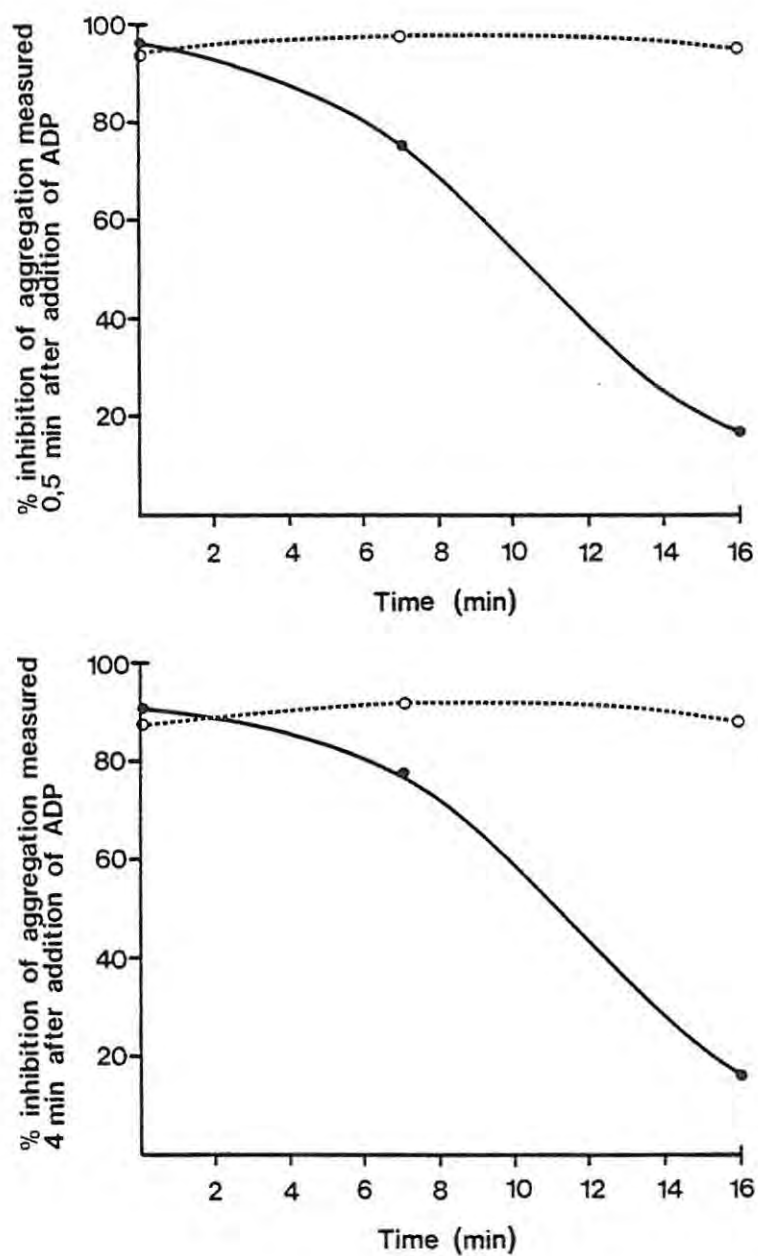 % inhibition of aggregation measured
0,5 min after addition of ADP
100
80
60
40
20
2 4 6 8 10 12 14 16
Time (min)
% inhibition of aggregation measured
4 min after addition of ADP
100
80
60
40
20
2 4 6 8 10 12 14 16
Time (min)